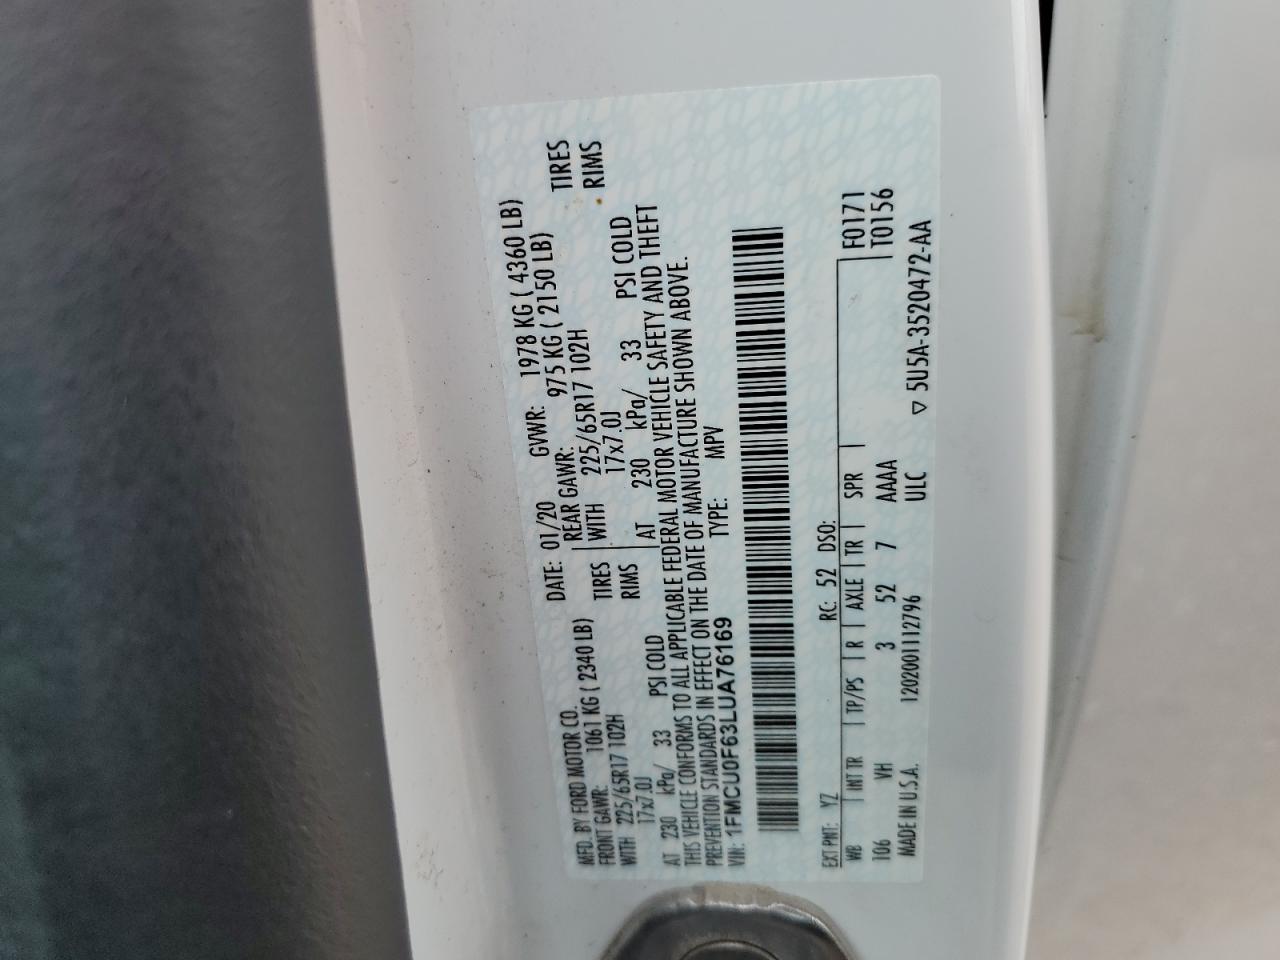 MFD. BY FORD MOTOR CO. DATE: 01/20 GVWR: 1978 KG ( 4360 LB)
FRONT GAWR: 1061 KG ( 2340 LB) REAR GAWR: 975 KG ( 2150 LB)
WITH 225/65R17 102H TIRES WITH 225/65R17 102H TIRES
17x7.0J RIMS 17x7.0J RIMS
AT 230 kPa/ 33 PSI COLD AT 230 kPa/ 33 PSI COLD
THIS VEHICLE CONFORMS TO ALL APPLICABLE FEDERAL MOTOR VEHICLE SAFETY AND THEFT
PREVENTION STANDARDS IN EFFECT ON THE DATE OF MANUFACTURE SHOWN ABOVE.
VIN: 1FMCU0F63LUA76169 TYPE: MPV
EXT PNT: YZ RC: 52 DSO:
WB INT TR TP/PS R AXLE TR SPR F0171
106 VH 3 52 7 AAAA T0156
MADE IN U.S.A. 1202001112796 ULC ▽ 5U5A-3520472-AA